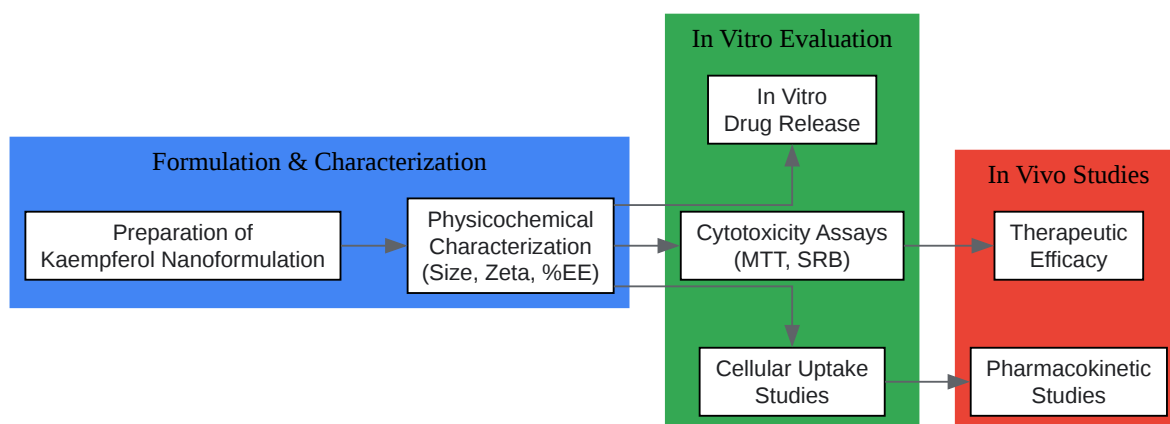 Formulation & Characterization
Preparation of
Kaempferol Nanoformulation
Physicochemical
Characterization
(Size, Zeta, %EE)
In Vitro Evaluation
In Vitro
Drug Release
Cytotoxicity Assays
(MTT, SRB)
Cellular Uptake
Studies
In Vivo Studies
Therapeutic
Efficacy
Pharmacokinetic
Studies